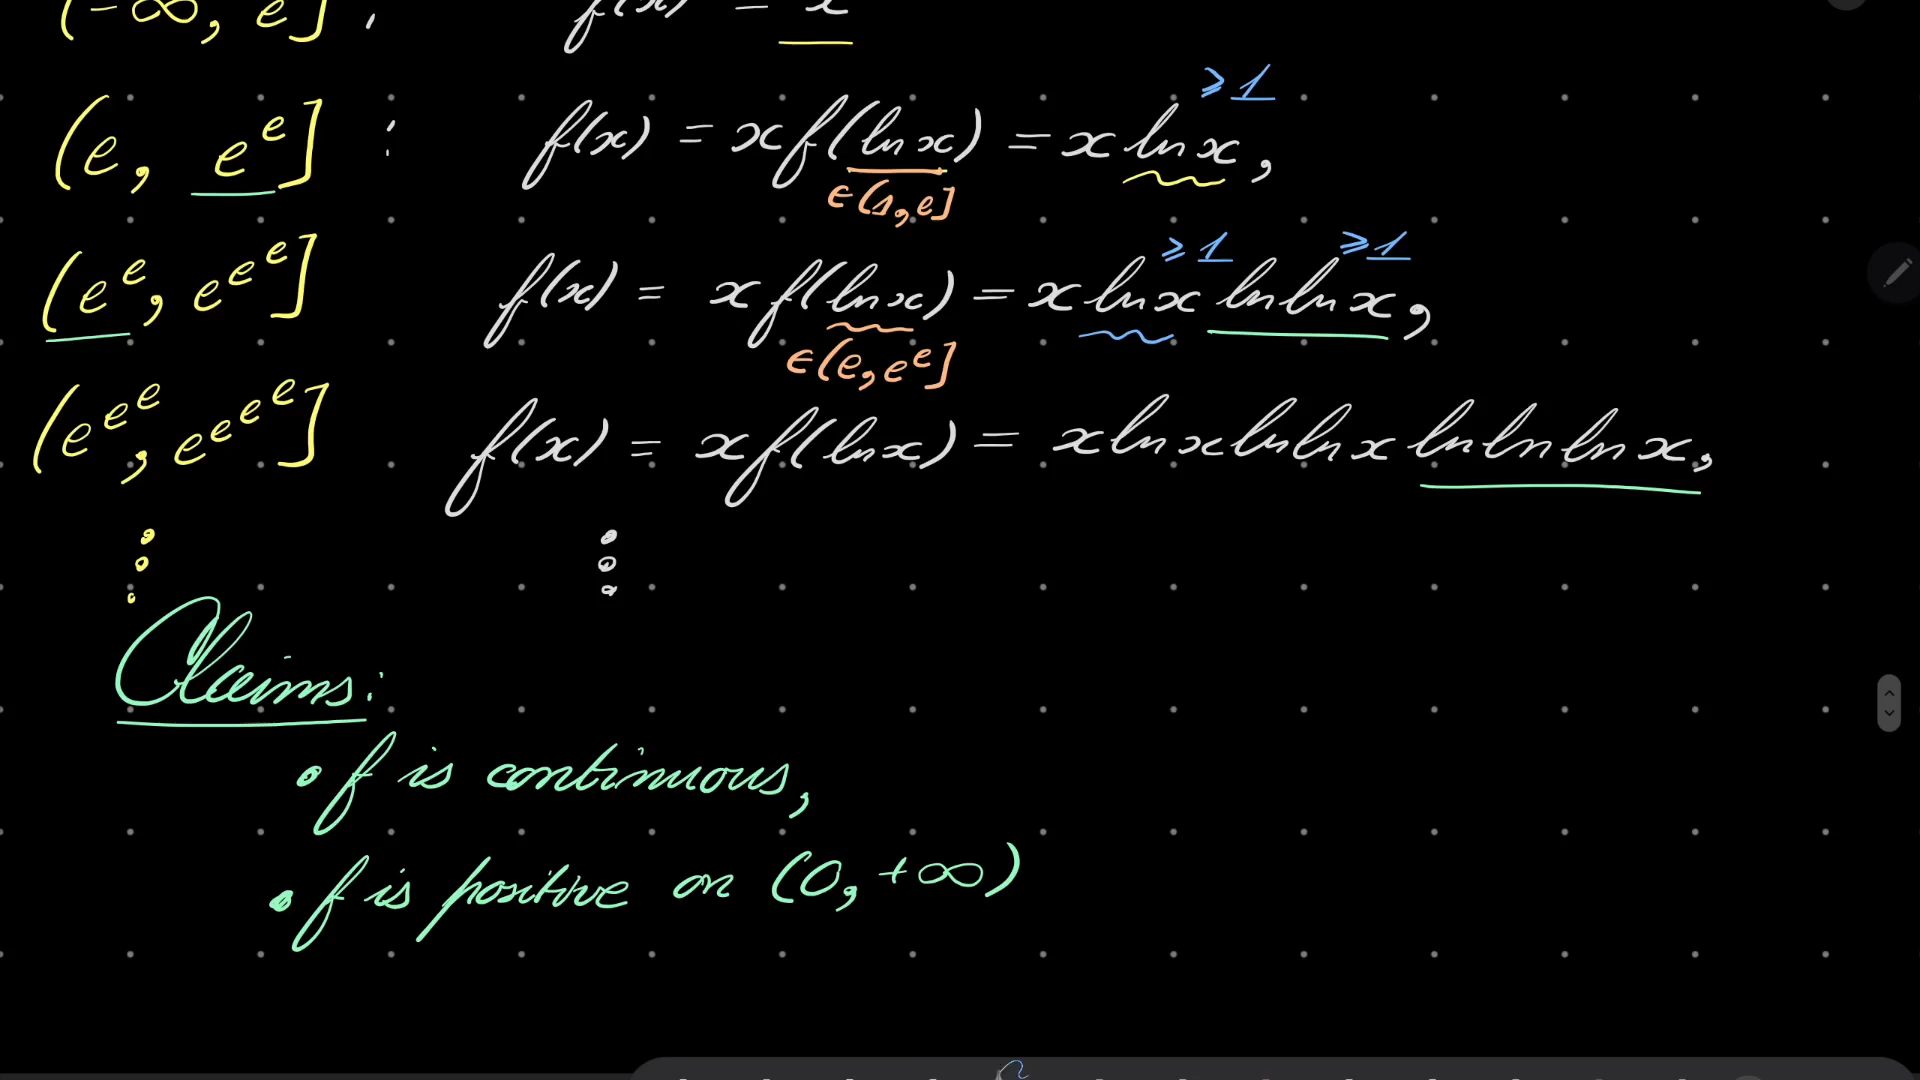 (-∞, e] : f(x) = x
(e, e^e] : f(x) = x f(ln x) = x ln x, ≥ 1
∈ (1, e]
(e^e, e^{e^e}] f(x) = x f(ln x) = x ln x ln ln x, ≥ 1 ≥ 1
∈ (e, e^e]
(e^{e^e}, e^{e^{e^e}}] f(x) = x f(ln x) = x ln x ln ln x ln ln ln x,
Claims:
• f is continuous,
• f is positive on (0, +∞)